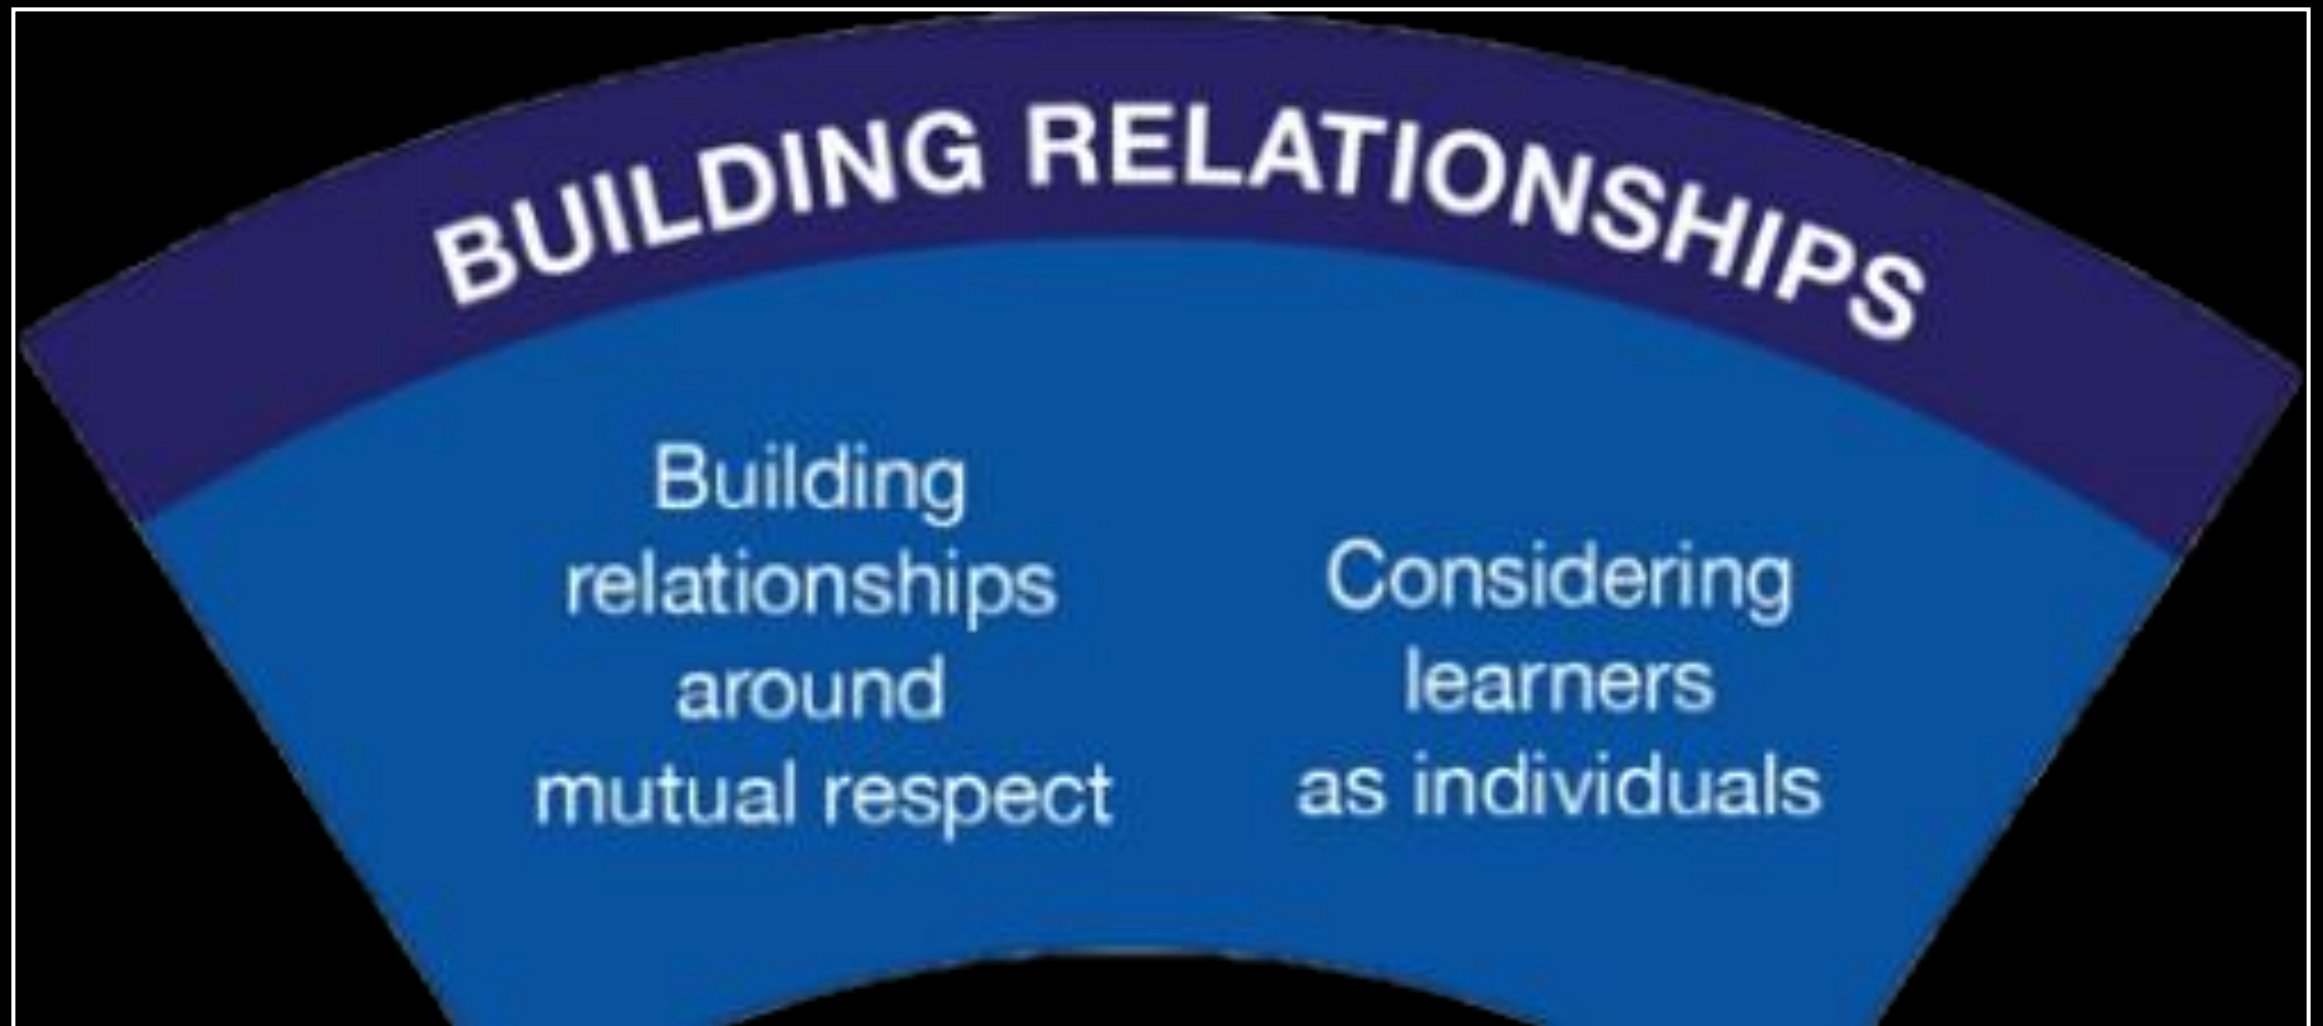 BUILDING RELATIONSHIPS
Building
relationships
around
mutual respect
Considering
learners
as individuals